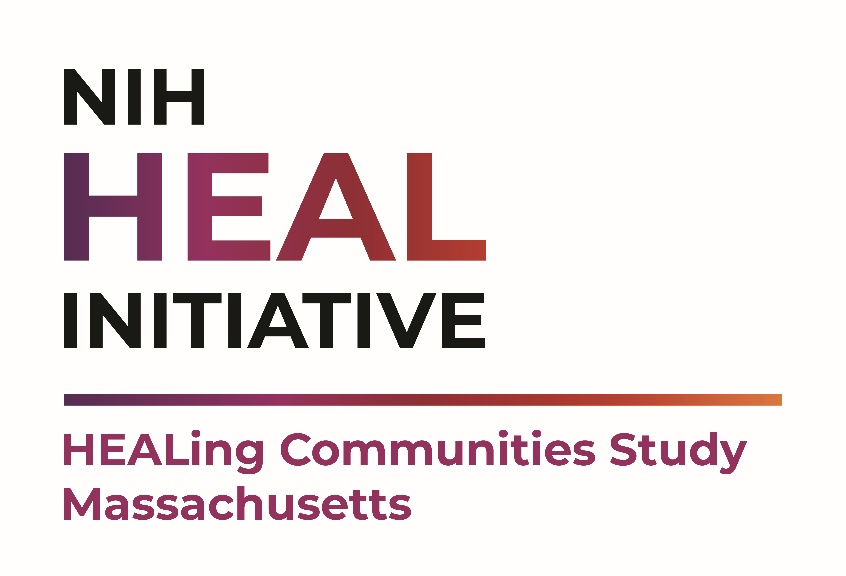 NIH
HEAL
INITIATIVE
HEALing Communities Study
Massachusetts